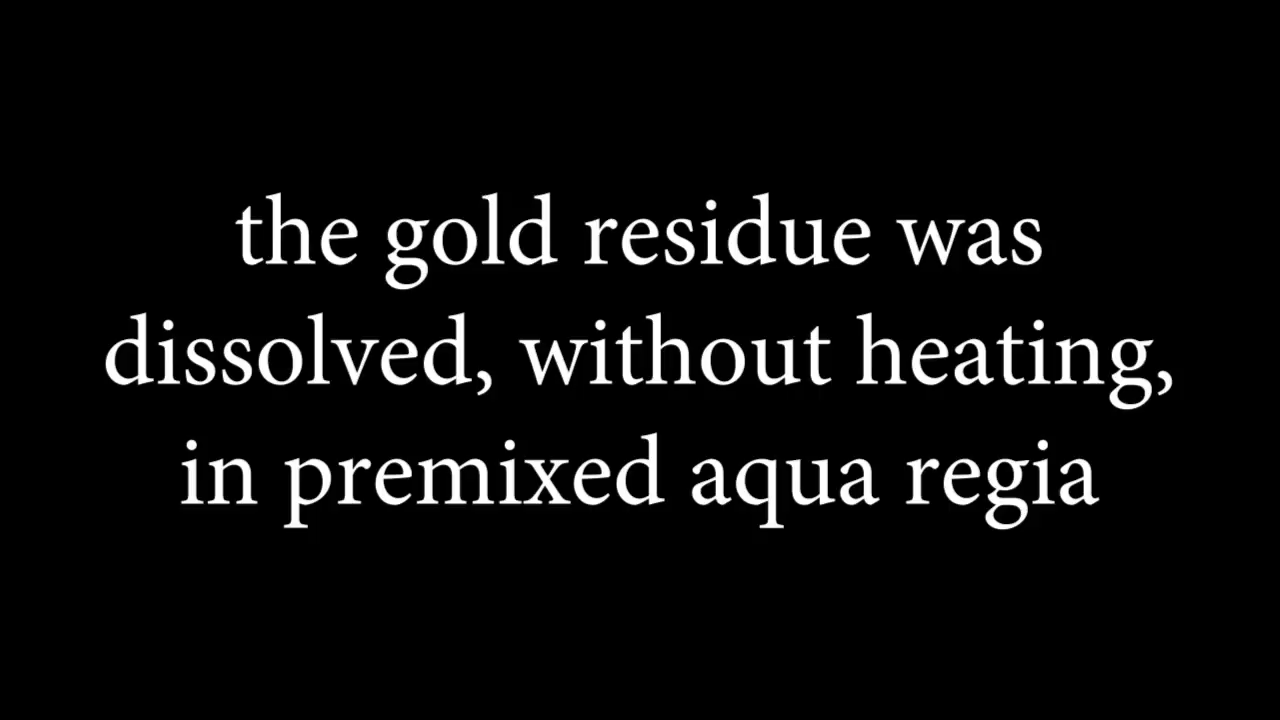 the gold residue was
dissolved, without heating,
in premixed aqua regia